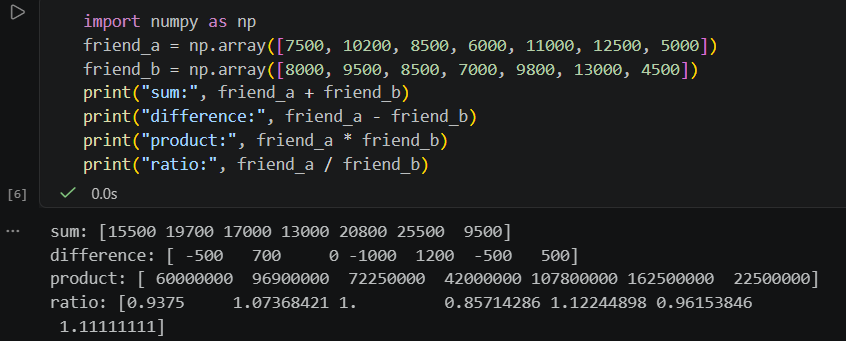 import numpy as np
friend_a = np.array([7500, 10200, 8500, 6000, 11000, 12500, 5000])
friend_b = np.array([8000, 9500, 8500, 7000, 9800, 13000, 4500])
print("sum:", friend_a + friend_b)
print("difference:", friend_a - friend_b)
print("product:", friend_a * friend_b)
print("ratio:", friend_a / friend_b)
[6] 0.0s
... sum: [15500 19700 17000 13000 20800 25500  9500]
difference: [ -500   700     0 -1000  1200  -500   500]
product: [ 60000000  96900000  72250000  42000000 107800000 162500000  22500000]
ratio: [0.9375     1.07368421 1.         0.85714286 1.12244898 0.96153846
 1.11111111]